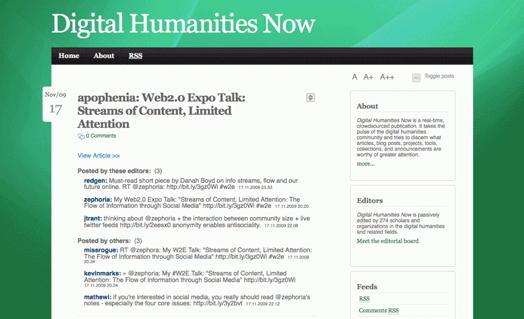 Digital Humanities Now
Home About RSS
A A+ A++ Toggle posts
Nov/09
17
apophenia: Web2.0 Expo Talk:
Streams of Content, Limited
Attention
0 Comments
View Article >>
Posted by these editors: (3)
redgen: Must-read short piece by Danah Boyd on info streams, flow and our
future online. RT @zephoria: http://bit.ly/3gz0Wi #w2e 17.11.2009 23.53
zephoria: My Web2.0 Expo Talk: "Streams of Content, Limited Attention: The
Flow of Information through Social Media" http://bit.ly/3gz0Wi #w2e 17.11.2009 20.20
jtrant: thinking about @zephoria + the interaction between community size + live
twitter feeds http://bit.ly/2eexo0 anonymity enables antisociality. 17.11.2009 22.08
Posted by others: (3)
missrogue: RT @zephoria: My W2E Talk: "Streams of Content, Limited
Attention: The Flow of Information through Social Media" http://bit.ly/3gz0Wi 17.11.2009
20.24
kevinmarks: + @zephoria: My #W2E Talk: "Streams of Content, Limited
Attention: The Flow of Information through Social Media" http://bit.ly/3gz0Wi
17.11.2009 20.24
mathewi: if you're interested in social media, you really should read @zephoria's
notes - especially the four core issues: http://bit.ly/3y2bvf 17.11.2009 22.12
About
Digital Humanities Now is a real-time,
crowdsourced publication. It takes the
pulse of the digital humanities
community and tries to discern what
articles, blog posts, projects, tools,
collections, and announcements are
worthy of greater attention.
more...
Editors
Digital Humanities Now is passively
edited by 274 scholars and
organizations in the digital humanities
and related fields.
Meet the editorial board
Feeds
RSS
Comments RSS